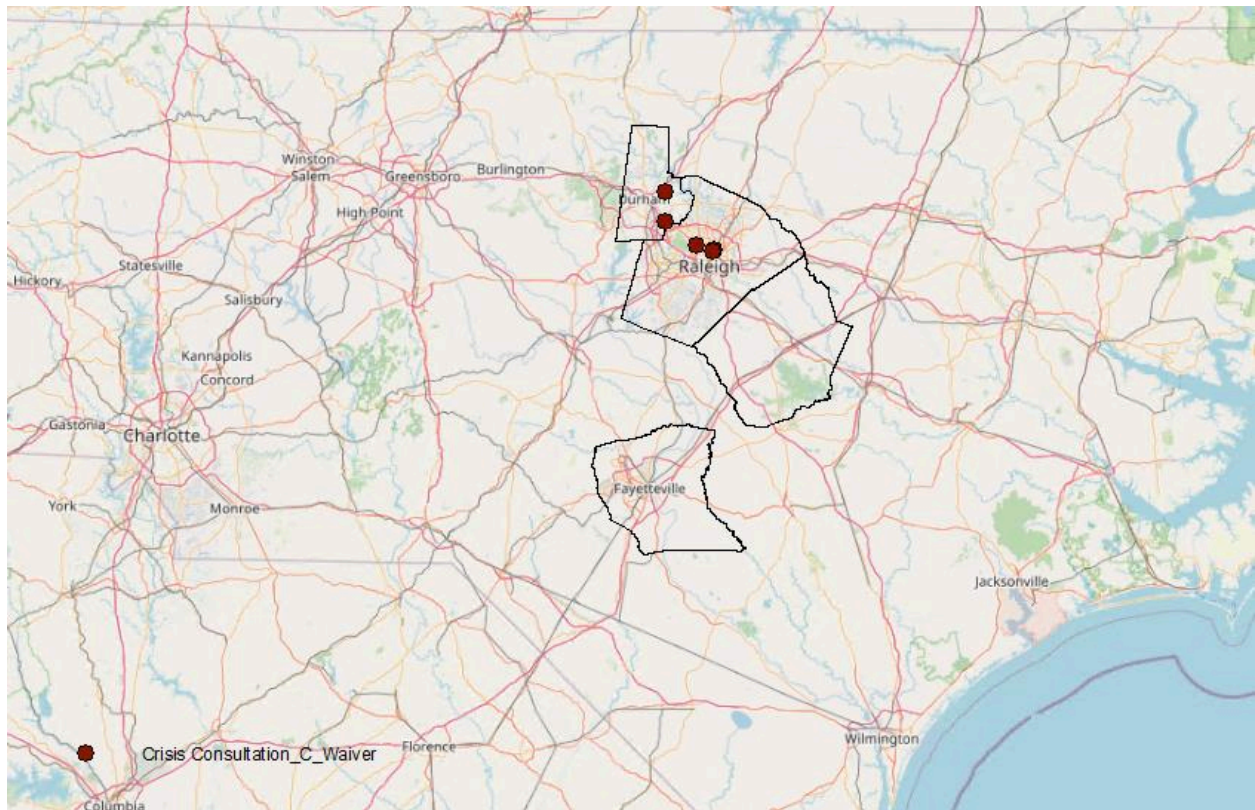 Winston-
Salem
Greensboro
Burlington
High Point
Durham
Raleigh
Hickory
Statesville
Salisbury
Kannapolis
Concord
Gastonia
Charlotte
York
Monroe
Fayetteville
Jacksonville
Wilmington
Florence
Crisis Consultation_C_Waiver
Columbia